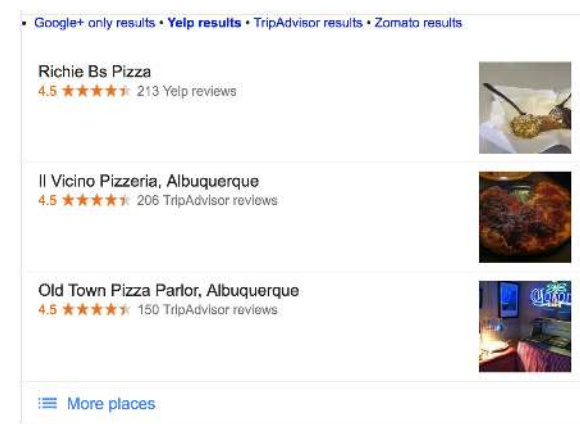 • Google+ only results • Yelp results • TripAdvisor results • Zomato results
Richie Bs Pizza
4.5 ★★★★★ 213 Yelp reviews
Il Vicino Pizzeria, Albuquerque
4.5 ★★★★★ 206 TripAdvisor reviews
Old Town Pizza Parlor, Albuquerque
4.5 ★★★★★ 150 TripAdvisor reviews
More places